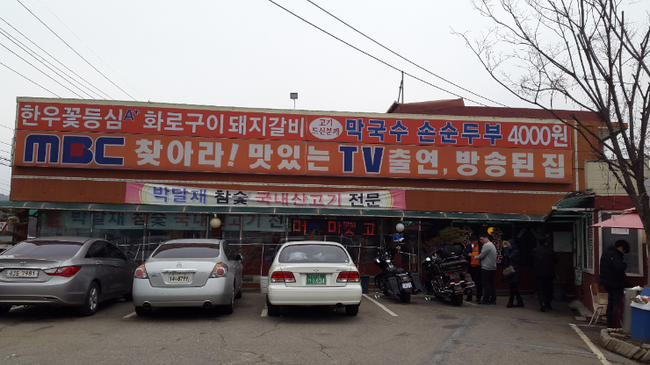 한우꽃등심 A+ 화로구이 돼지갈비 고기 드신분께 막국수 손순두부 4000원
MBC 찾아라! 맛있는 TV 출연, 방송된 집
박달재 참숯 국내산고기 전문